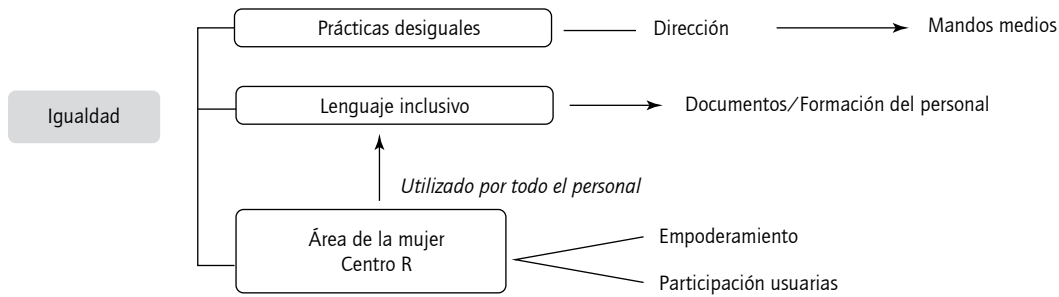 Prácticas desiguales
Dirección
Mandos medios
Igualdad
Lenguaje inclusivo
Documentos/Formación del personal
Utilizado por todo el personal
Área de la mujer
Centro R
Empoderamiento
Participación usuarias